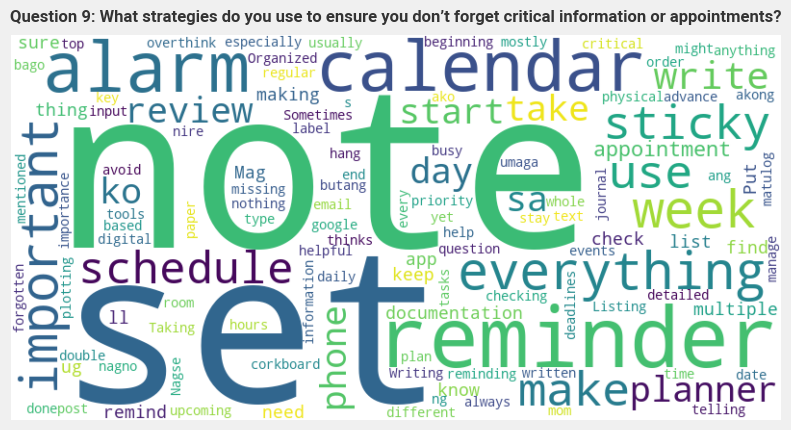 Question 9: What strategies do you use to ensure you don’t forget critical information or appointments?
sure top overthink especially usually beginning mostly critical might anything
bago alarm Organized calendar order
regular write
key making physical advance akong
thing input review s start take ako
nire Sometimes label sticky
important note hang busy umaga appointment
mentioned avoid Mag end day use ang Put matulog
importance ko missing butang priority sa whole journal
tools nothing email every yet stay text week
based paper type google help
digital thinks question check list find
forgotten plotting schedule helpful app events manage
room information daily keep tasks everything
checking deadlines Listing detailed multiple
ll Taking hours set phone documentation reminder
double corkboard plan
ug nagno Nagse Writing reminding written time date
know make planner
donepost remind upcoming need ng always mom telling
different